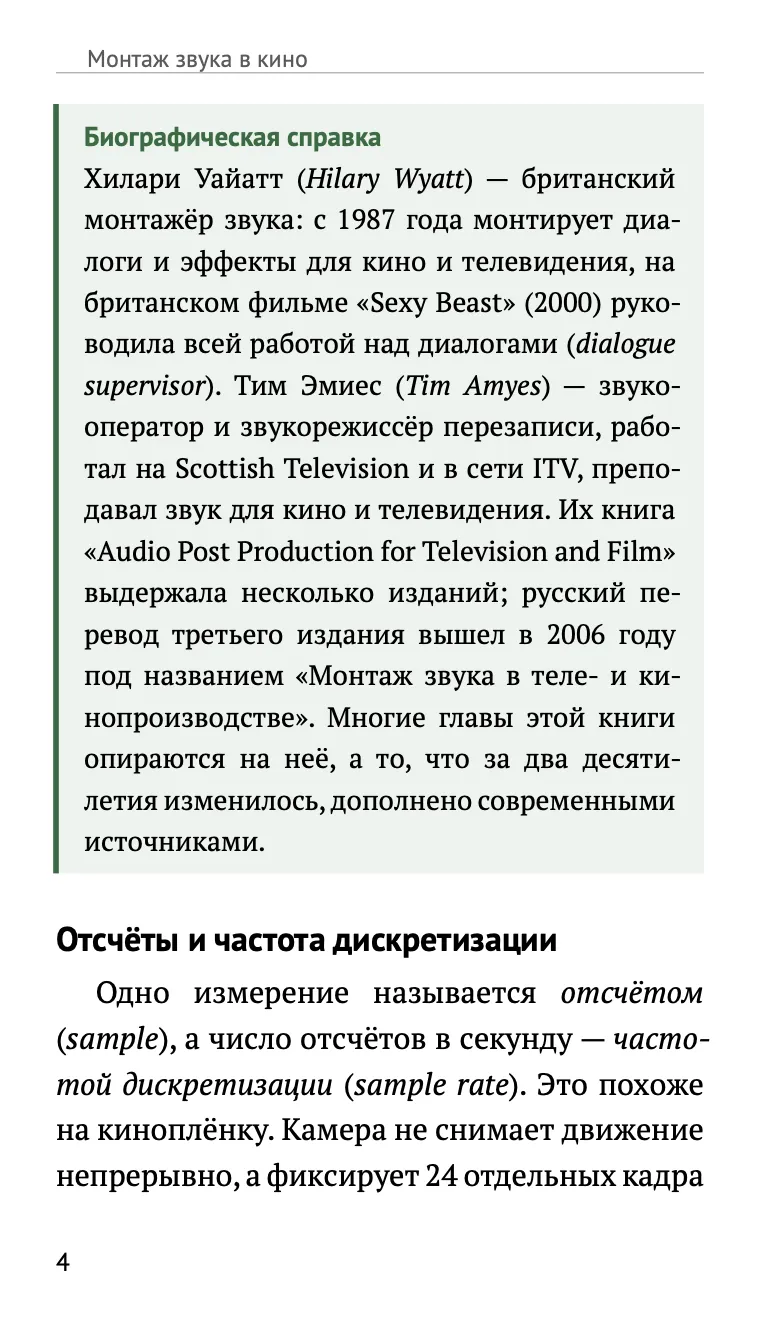 Монтаж звука в кино
Биографическая справка
Хилари Уайатт (Hilary Wyatt) — британский
монтажёр звука: с 1987 года монтирует диа-
логи и эффекты для кино и телевидения, на
британском фильме «Sexy Beast» (2000) руко-
водила всей работой над диалогами (dialogue
supervisor). Тим Эмиес (Tim Amyes) — звуко-
оператор и звукорежиссёр перезаписи, рабо-
тал на Scottish Television и в сети ITV, препо-
давал звук для кино и телевидения. Их книга
«Audio Post Production for Television and Film»
выдержала несколько изданий; русский пе-
ревод третьего издания вышел в 2006 году
под названием «Монтаж звука в теле- и ки-
нопроизводстве». Многие главы этой книги
опираются на неё, а то, что за два десяти-
летия изменилось, дополнено современными
источниками.
Отсчёты и частота дискретизации
Одно измерение называется отсчётом
(sample), а число отсчётов в секунду — часто-
той дискретизации (sample rate). Это похоже
на киноплёнку. Камера не снимает движение
непрерывно, а фиксирует 24 отдельных кадра
4